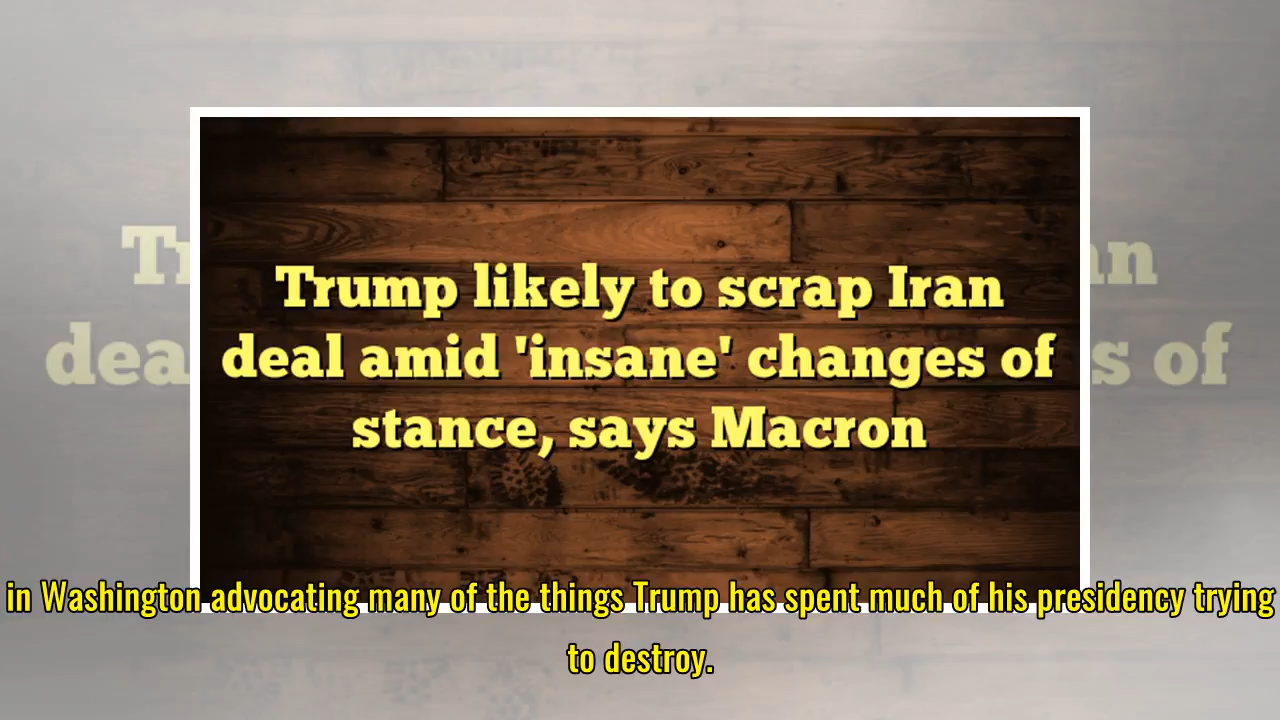 Trump likely to scrap Iran
deal amid 'insane' changes of
stance, says Macron
in Washington advocating many of the things Trump has spent much of his presidency trying
to destroy.